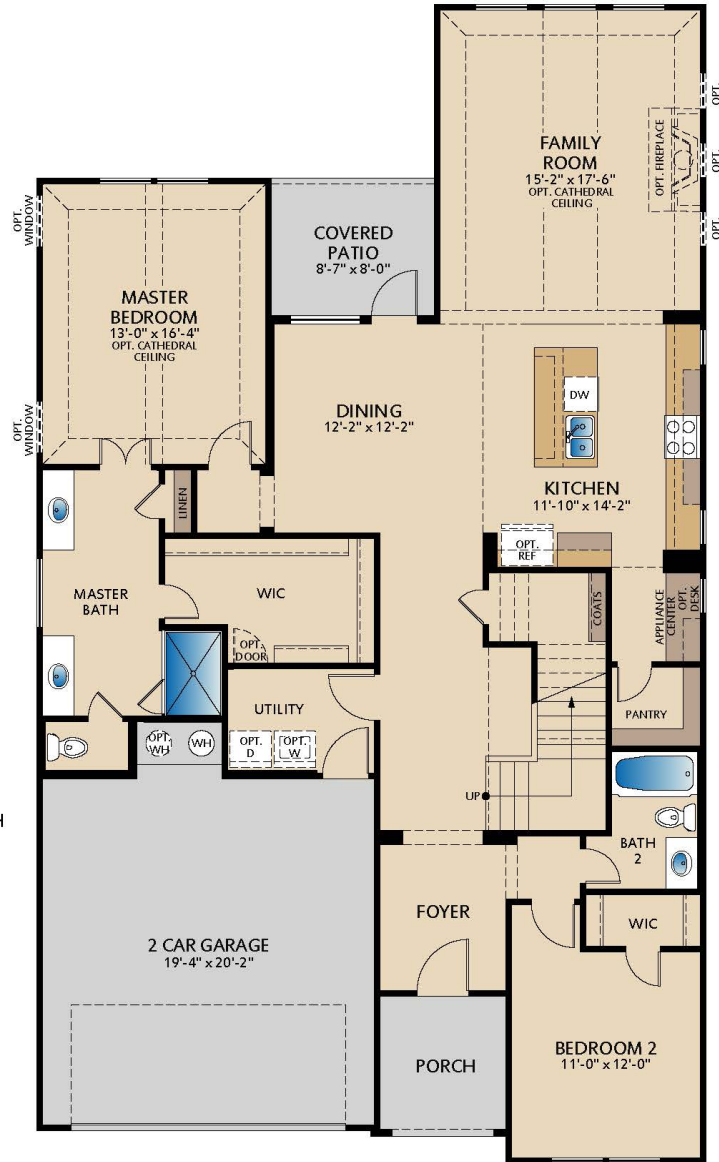 FAMILY
ROOM
15'-2" x 17'-6"
OPT. CATHEDRAL
CEILING
OPT. FIREPLACE
OPT.
OPT.
OPT.
OPT.
WINDOW
COVERED
PATIO
8'-7" x 8'-0"
MASTER
BEDROOM
13'-0" x 16'-4"
OPT. CATHEDRAL
CEILING
OPT.
WINDOW
DINING
12'-2" x 12'-2"
DW
KITCHEN
11'-10" x 14'-2"
LINEN
OPT.
REF
MASTER
BATH
WIC
OPT.
DOOR
COATS
APPLIANCE
CENTER
OPT.
DESK
UTILITY
PANTRY
OPT.
WH
WH
OPT.
D
OPT.
W
UP
H
BATH
2
FOYER
WIC
2 CAR GARAGE
19'-4" x 20'-2"
PORCH
BEDROOM 2
11'-0" x 12'-0"